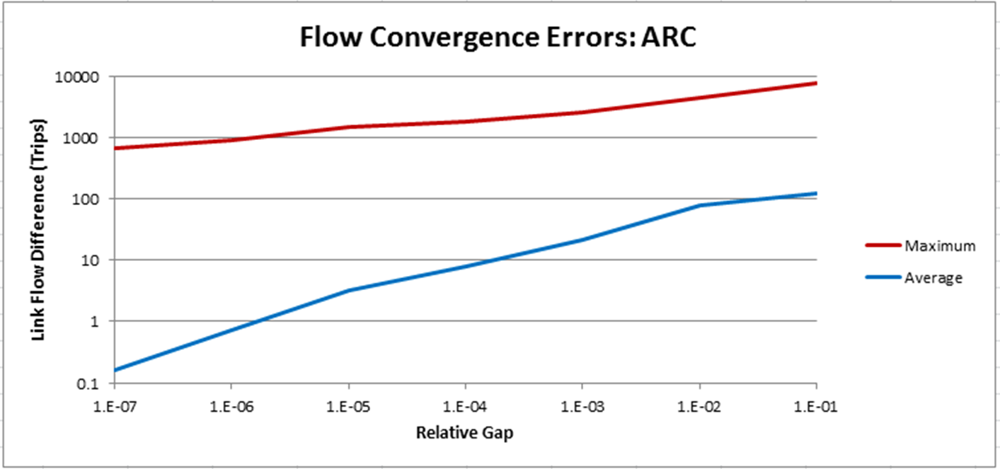 Flow Convergence Errors: ARC
Link Flow Difference (Trips)
10000
1000
100
10
1
0.1
1.E-07 1.E-06 1.E-05 1.E-04 1.E-03 1.E-02 1.E-01
Relative Gap
Maximum
Average